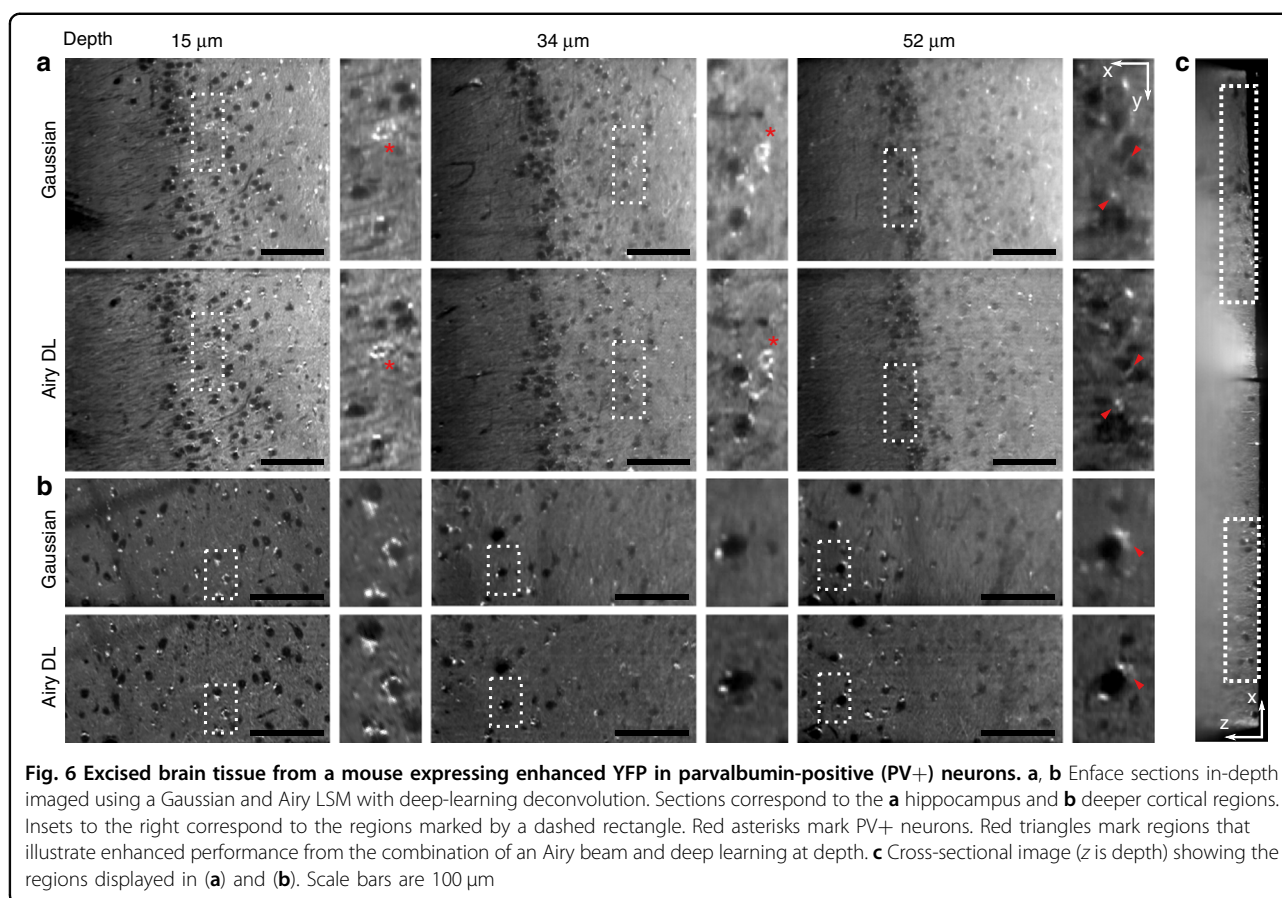 Depth 15 μm 34 μm 52 μm
a
c
x
y
Gaussian
*
*
Airy DL
*
*
b
Gaussian
Airy DL
x
z
Fig. 6 Excised brain tissue from a mouse expressing enhanced YFP in parvalbumin-positive (PV+) neurons. a, b Enface sections in-depth
imaged using a Gaussian and Airy LSM with deep-learning deconvolution. Sections correspond to the a hippocampus and b deeper cortical regions.
Insets to the right correspond to the regions marked by a dashed rectangle. Red asterisks mark PV+ neurons. Red triangles mark regions that
illustrate enhanced performance from the combination of an Airy beam and deep learning at depth. c Cross-sectional image (z is depth) showing the
regions displayed in (a) and (b). Scale bars are 100 μm